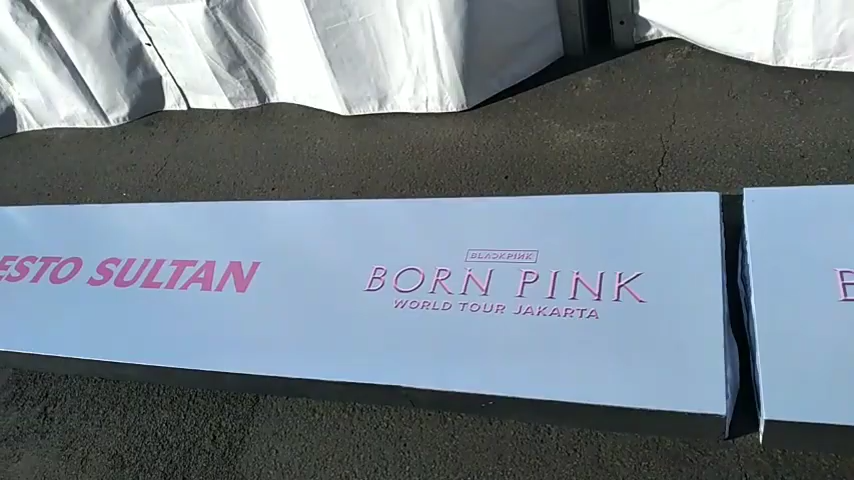 ESTO SULTAN
BLACKPINK
BORN PINK
WORLD TOUR JAKARTA
B